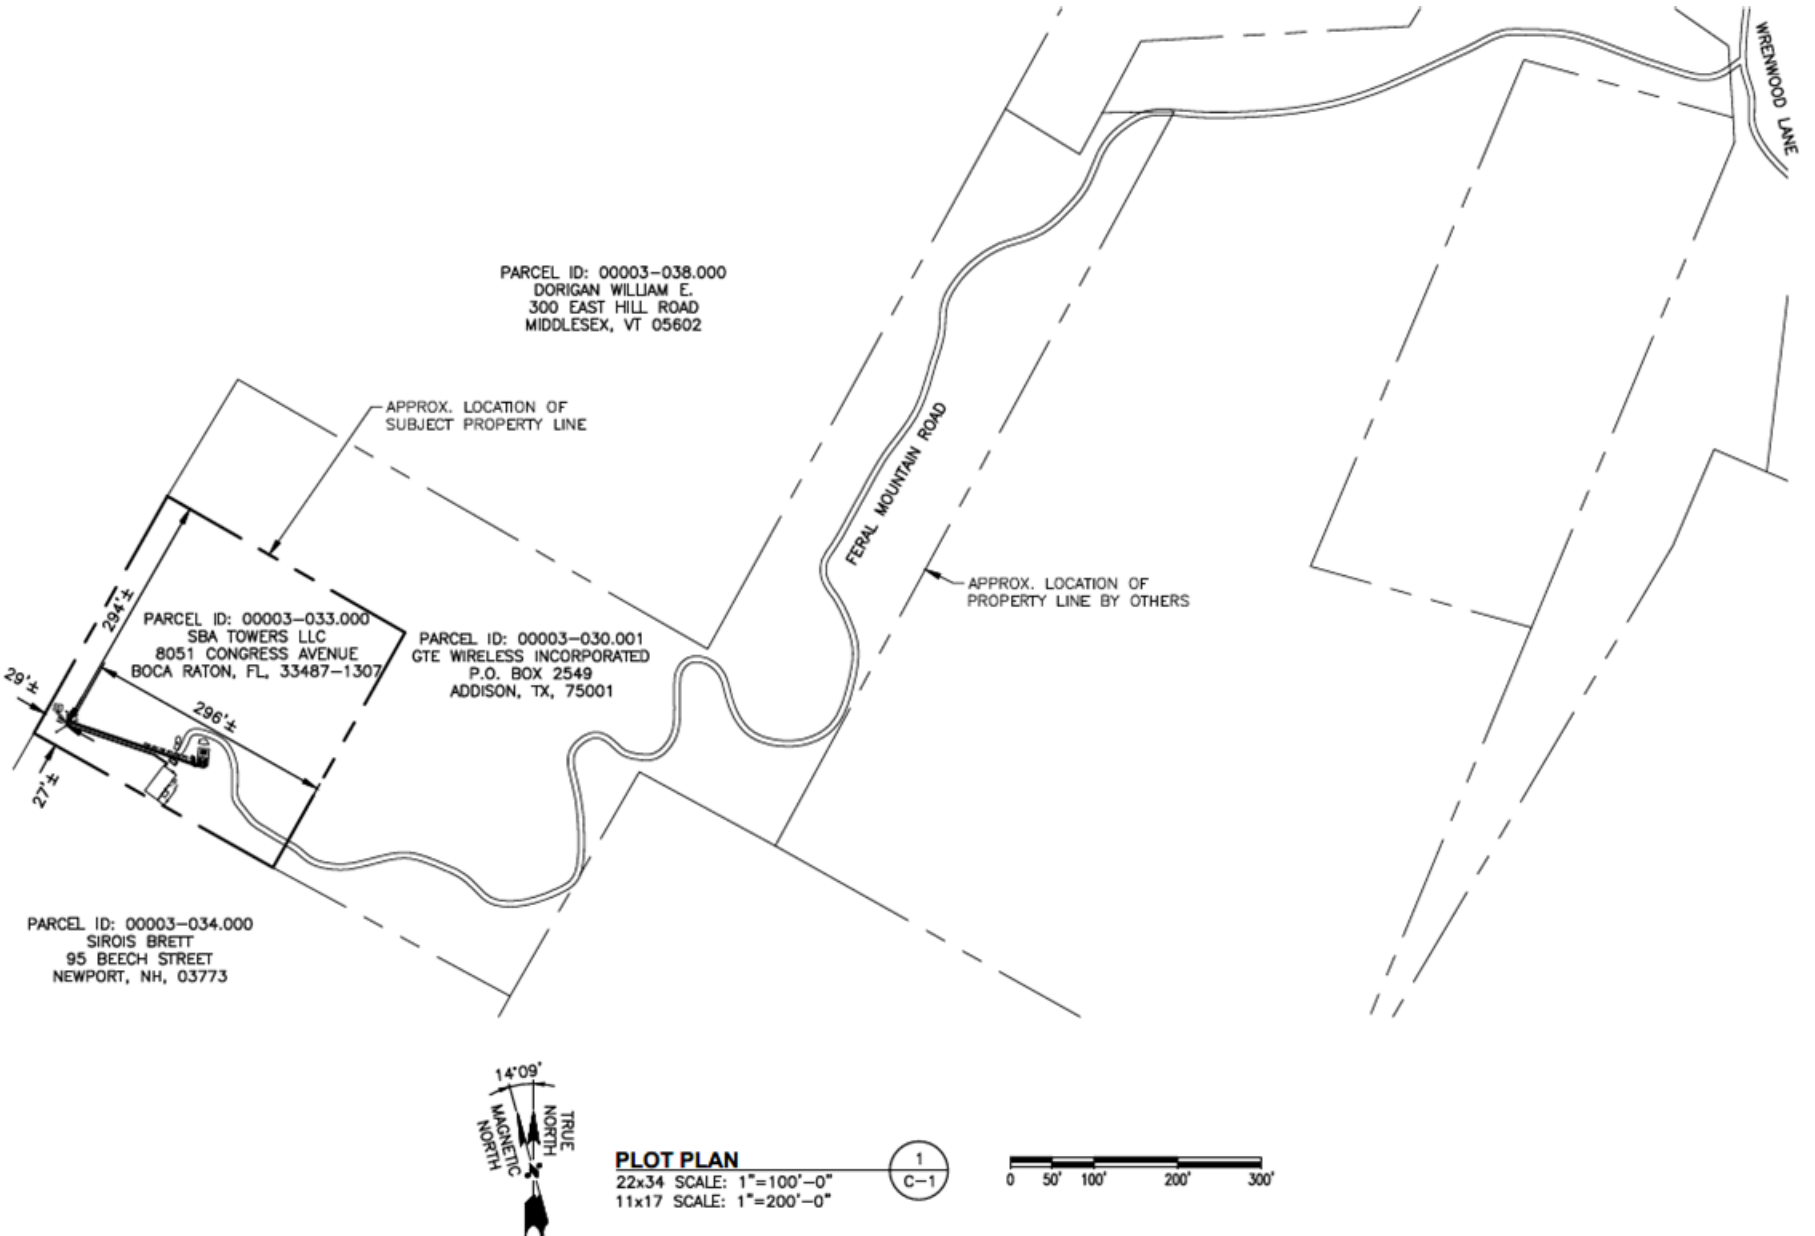 WRENWOOD LANE
PARCEL ID: 00003-038.000
DORIGAN WILLIAM E.
300 EAST HILL ROAD
MIDDLESEX, VT 05602
APPROX. LOCATION OF
SUBJECT PROPERTY LINE
FERAL MOUNTAIN ROAD
APPROX. LOCATION OF
PROPERTY LINE BY OTHERS
294'±
PARCEL ID: 00003-033.000
SBA TOWERS LLC
8051 CONGRESS AVENUE
BOCA RATON, FL, 33487-1307
PARCEL ID: 00003-030.001
GTE WIRELESS INCORPORATED
P.O. BOX 2549
ADDISON, TX, 75001
29'±
296'±
27'±
PARCEL ID: 00003-034.000
SIROIS BRETT
95 BEECH STREET
NEWPORT, NH, 03773
14°09'
MAGNETIC
NORTH
TRUE
NORTH
N
PLOT PLAN
22x34 SCALE: 1"=100'-0"
11x17 SCALE: 1"=200'-0"
1
C-1
0 50' 100' 200' 300'